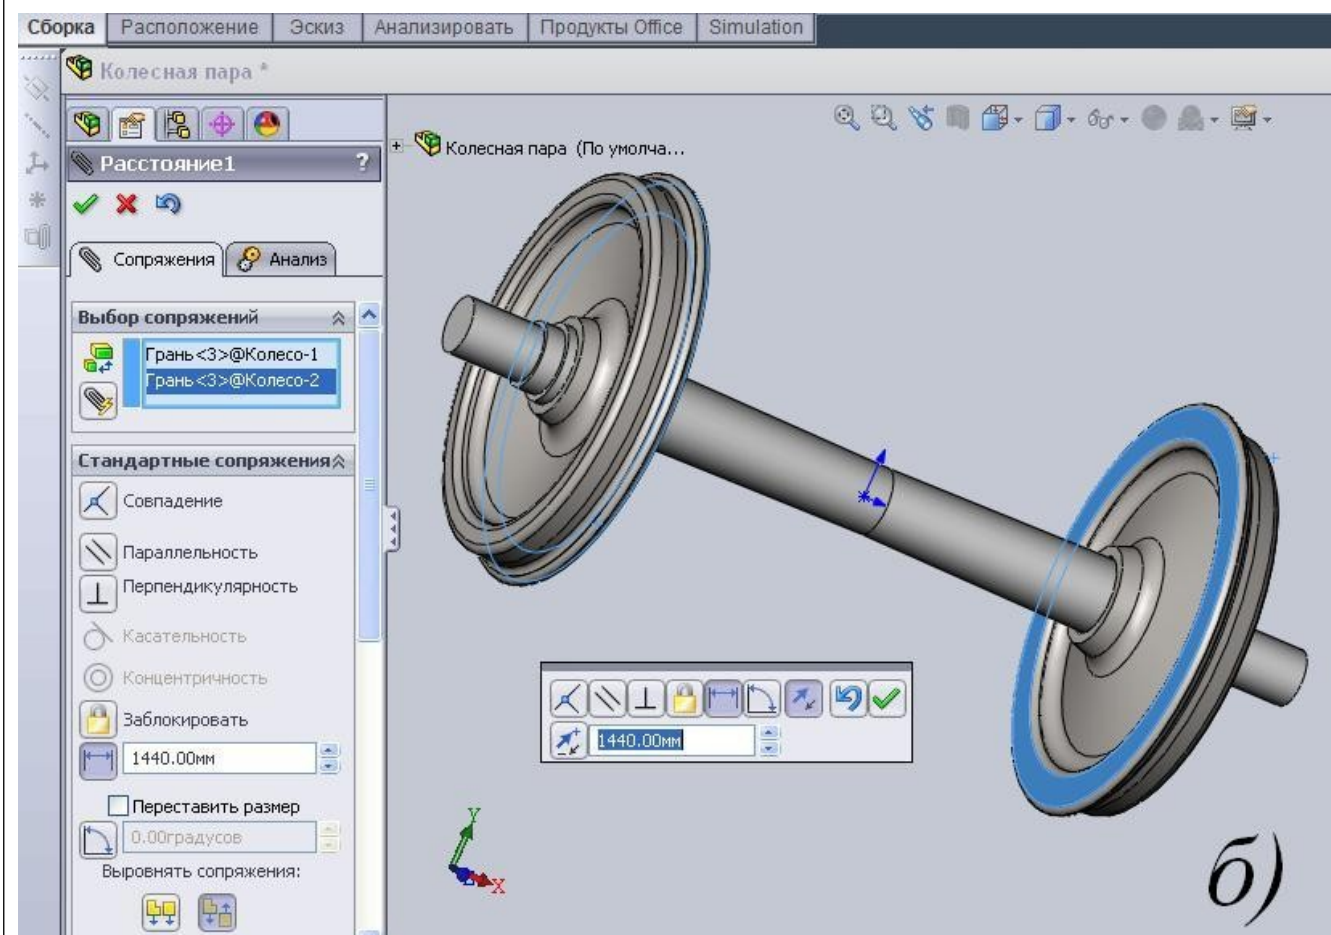 Сборка Расположение Эскиз Анализировать Продукты Office Simulation
Колесная пара *
Расстояние1 ?
Колесная пара (По умолча...
Сопряжения Анализ
Выбор сопряжений
Грань<3>@Колесо-1
Грань<3>@Колесо-2
Стандартные сопряжения
Совпадение
Параллельность
Перпендикулярность
Касательность
Концентричность
Заблокировать
1440.00мм
1440.00мм
Переставить размер
0.00градусов
Выровнять сопряжения:
Y
Z
X
б)